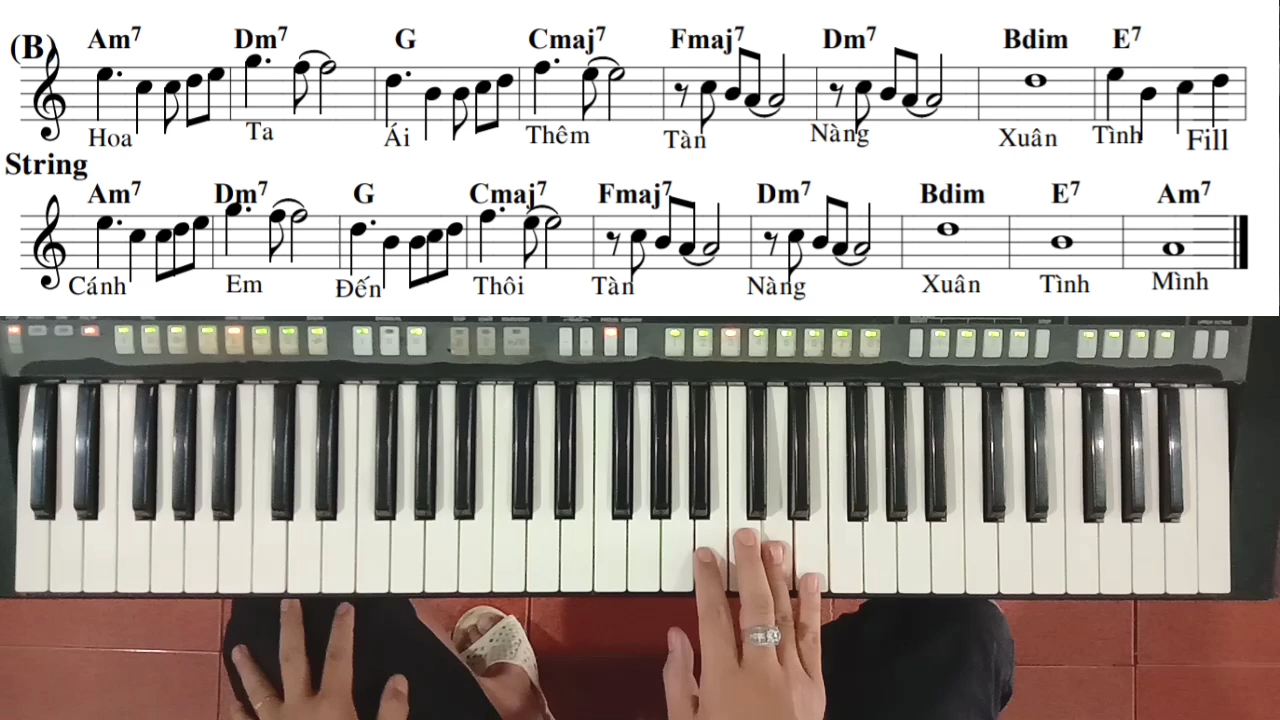 (B) Am7 Dm7 G Cmaj7 Fmaj7 Dm7 Bdim E7
Hoa Ta Ái Thêm Tàn Nàng Xuân Tình Fill
String
Am7 Dm7 G Cmaj7 Fmaj7 Dm7 Bdim E7 Am7
Cánh Em Đến Thôi Tàn Nàng Xuân Tình Mình